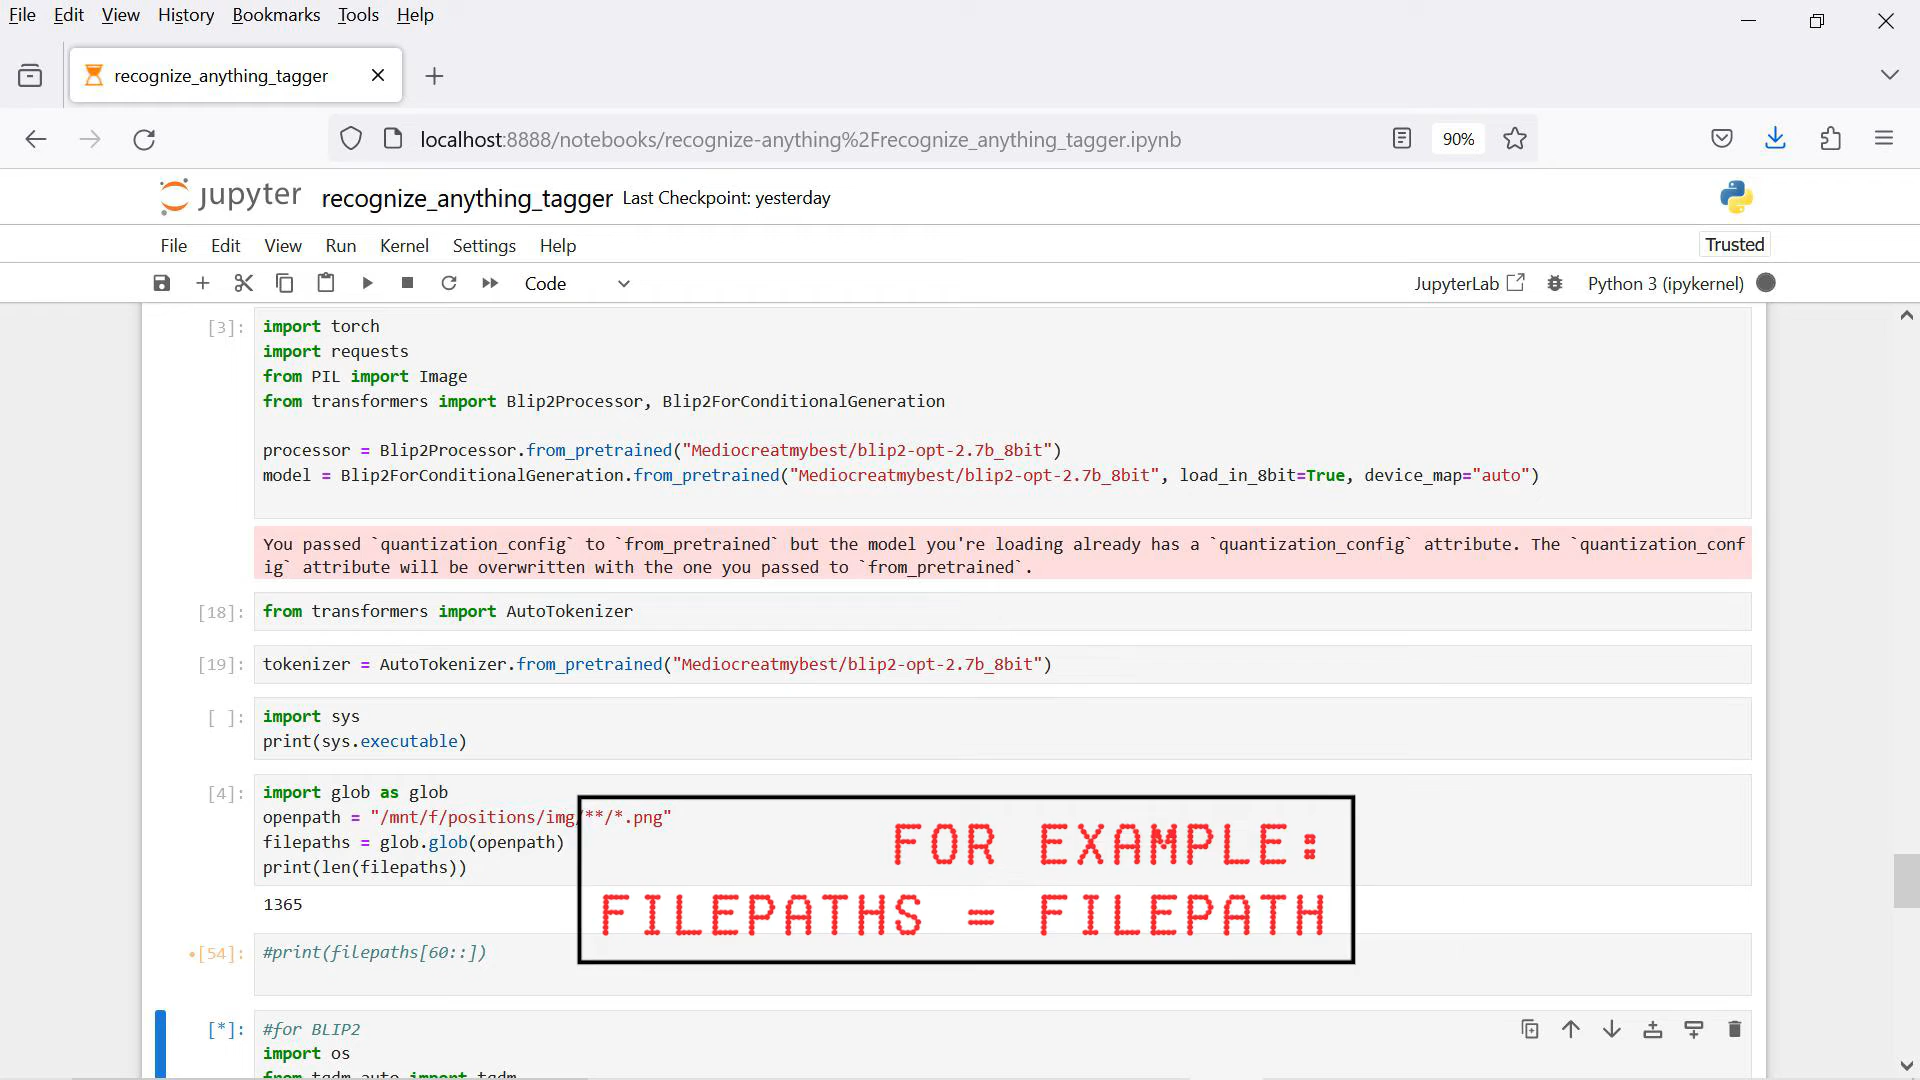 File Edit View History Bookmarks Tools Help
recognize_anything_tagger
localhost:8888/notebooks/recognize-anything%2Frecognize_anything_tagger.ipynb 90%
jupyter recognize_anything_tagger Last Checkpoint: yesterday
File Edit View Run Kernel Settings Help Trusted
Code JupyterLab Python 3 (ipykernel)
[3]: import torch
import requests
from PIL import Image
from transformers import Blip2Processor, Blip2ForConditionalGeneration
processor = Blip2Processor.from_pretrained("Mediocreatmybest/blip2-opt-2.7b_8bit")
model = Blip2ForConditionalGeneration.from_pretrained("Mediocreatmybest/blip2-opt-2.7b_8bit", load_in_8bit=True, device_map="auto")
You passed `quantization_config` to `from_pretrained` but the model you're loading already has a `quantization_config` attribute. The `quantization_conf
ig` attribute will be overwritten with the one you passed to `from_pretrained`.
[18]: from transformers import AutoTokenizer
[19]: tokenizer = AutoTokenizer.from_pretrained("Mediocreatmybest/blip2-opt-2.7b_8bit")
[ ]: import sys
print(sys.executable)
[4]: import glob as glob
openpath = "/mnt/f/positions/img/**/*.png"
filepaths = glob.glob(openpath)
print(len(filepaths))
1365
FOR EXAMPLE:
FILEPATHS = FILEPATH
•[54]: #print(filepaths[60::])
[*]: #for BLIP2
import os
from tqdm.auto import tqdm